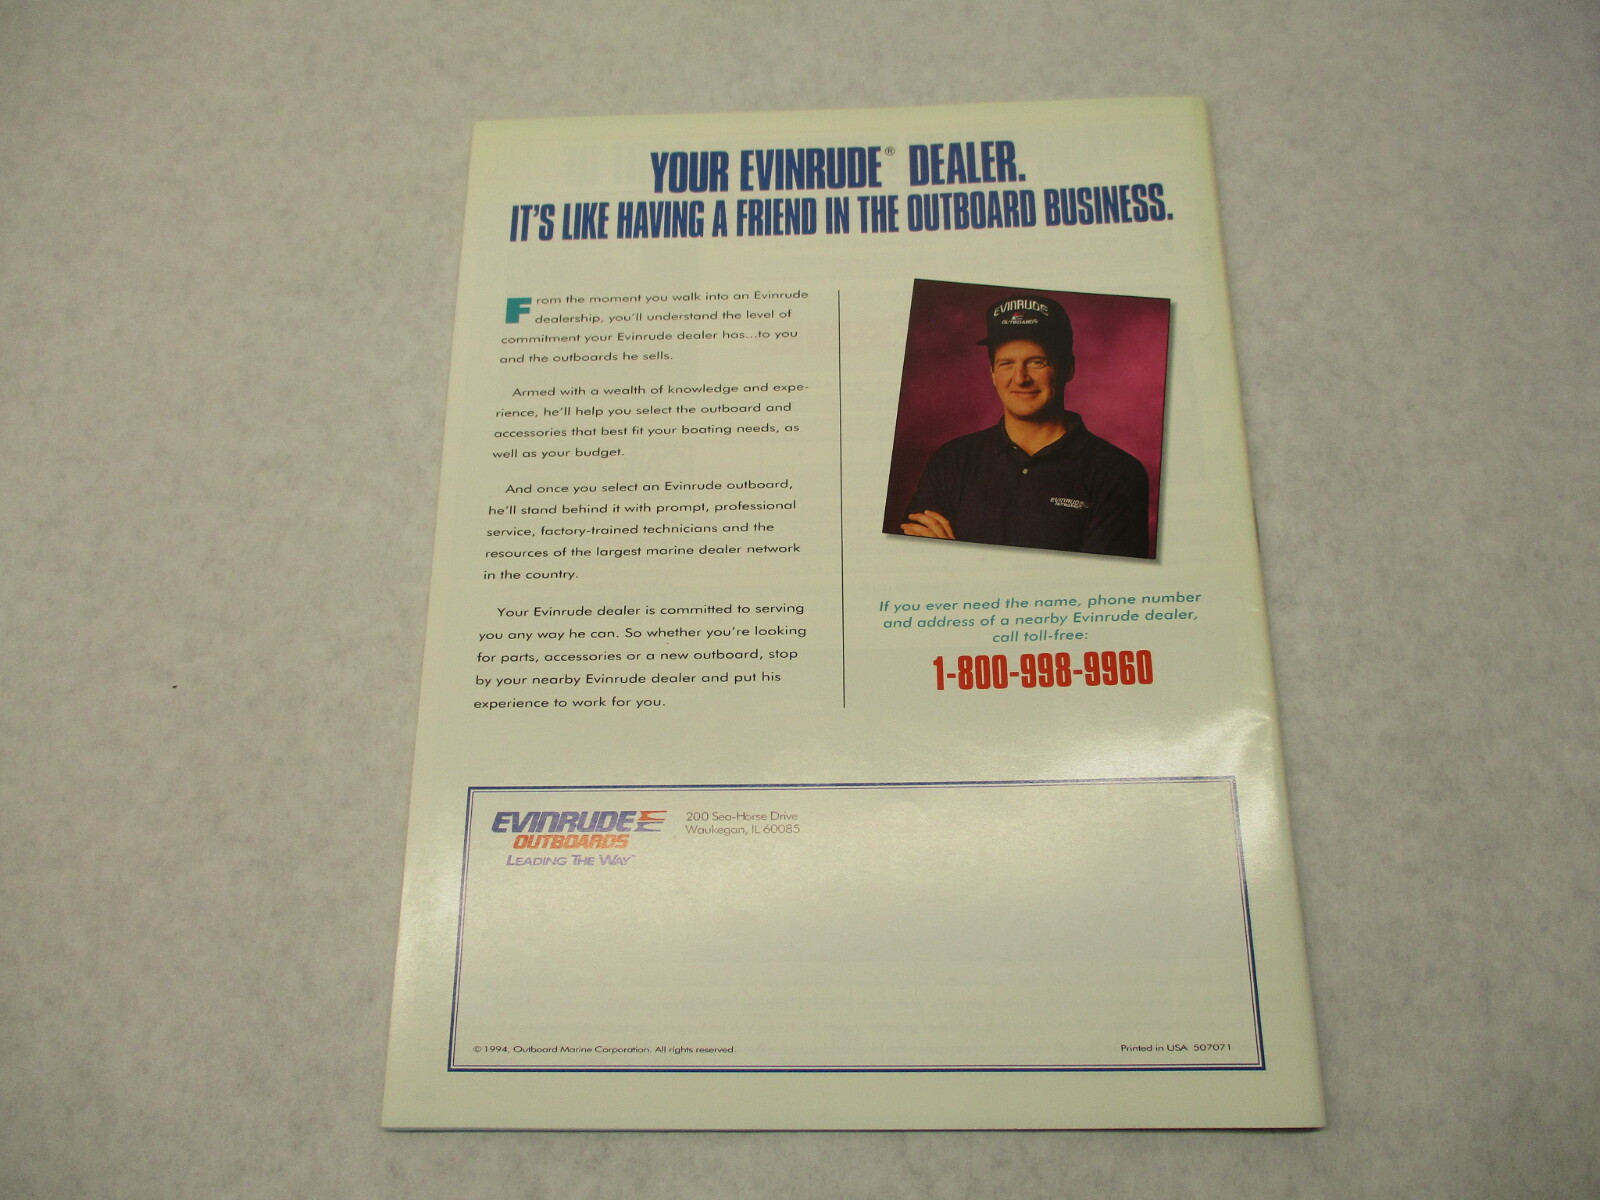 YOUR EVINRUDE® DEALER.
IT'S LIKE HAVING A FRIEND IN THE OUTBOARD BUSINESS.
From the moment you walk into an Evinrude
dealership, you'll understand the level of
commitment your Evinrude dealer has...to you
and the outboards he sells.
Armed with a wealth of knowledge and expe-
rience, he'll help you select the outboard and
accessories that best fit your boating needs, as
well as your budget.
And once you select an Evinrude outboard,
he'll stand behind it with prompt, professional
service, factory-trained technicians and the
resources of the largest marine dealer network
in the country.
Your Evinrude dealer is committed to serving
you any way he can. So whether you're looking
for parts, accessories or a new outboard, stop
by your nearby Evinrude dealer and put his
experience to work for you.
EVINRUDE
OUTBOARDS
EVINRUDE
OUTBOARDS
If you ever need the name, phone number
and address of a nearby Evinrude dealer,
call toll-free:
1-800-998-9960
EVINRUDE
OUTBOARDS
LEADING THE WAY™
200 Sea-Horse Drive
Waukegan, IL 60085
© 1994, Outboard Marine Corporation. All rights reserved.
Printed in USA 507071